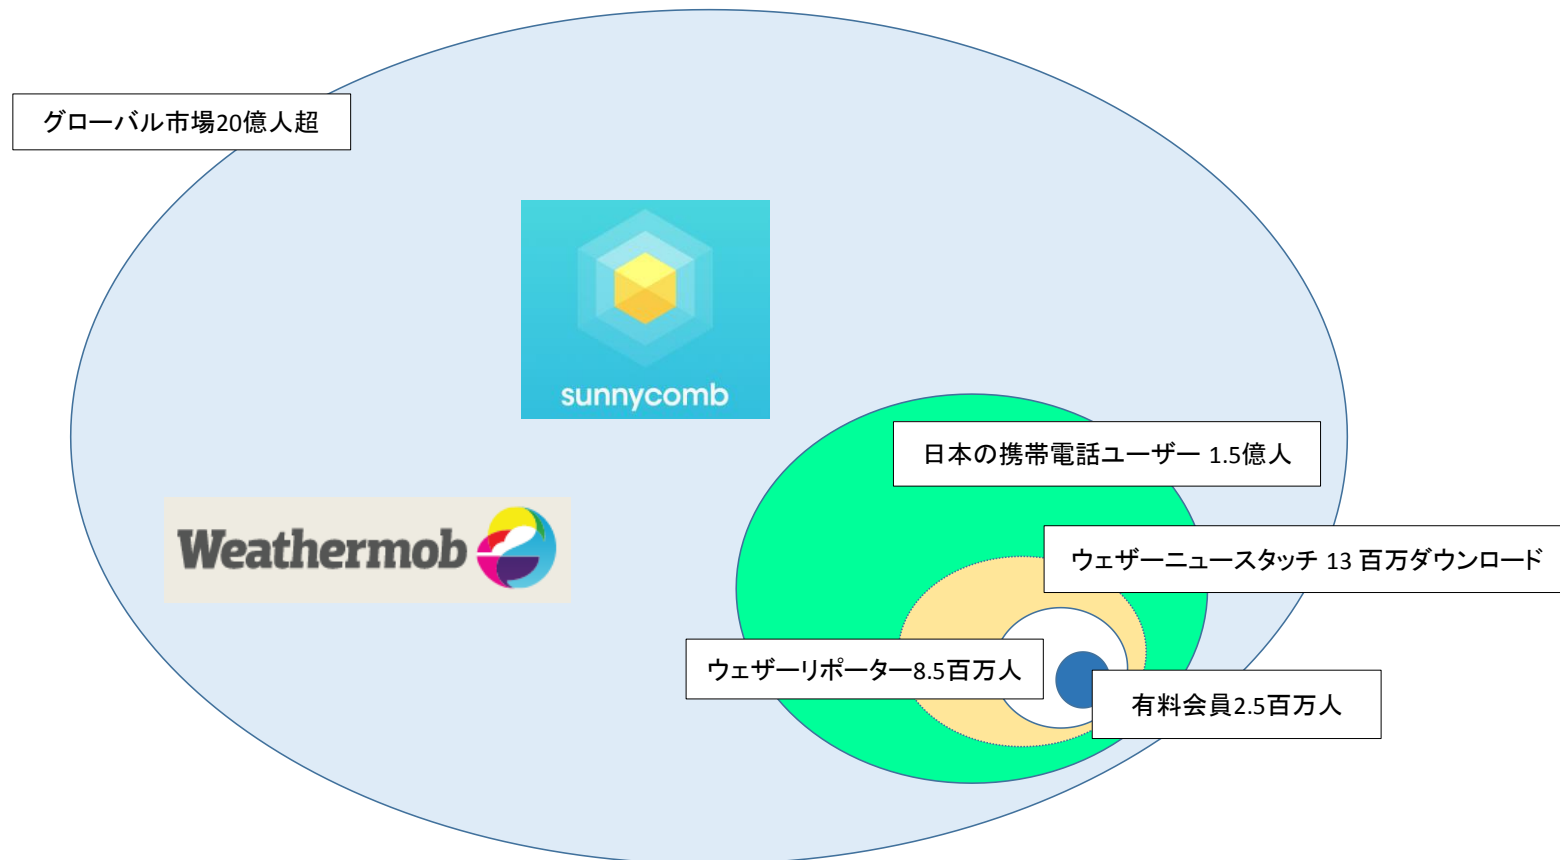 グローバル市場20億人超
sunnycomb
日本の携帯電話ユーザー 1.5億人
Weathermob
ウェザーニュースタッチ 13 百万ダウンロード
ウェザーリポーター8.5百万人
有料会員2.5百万人